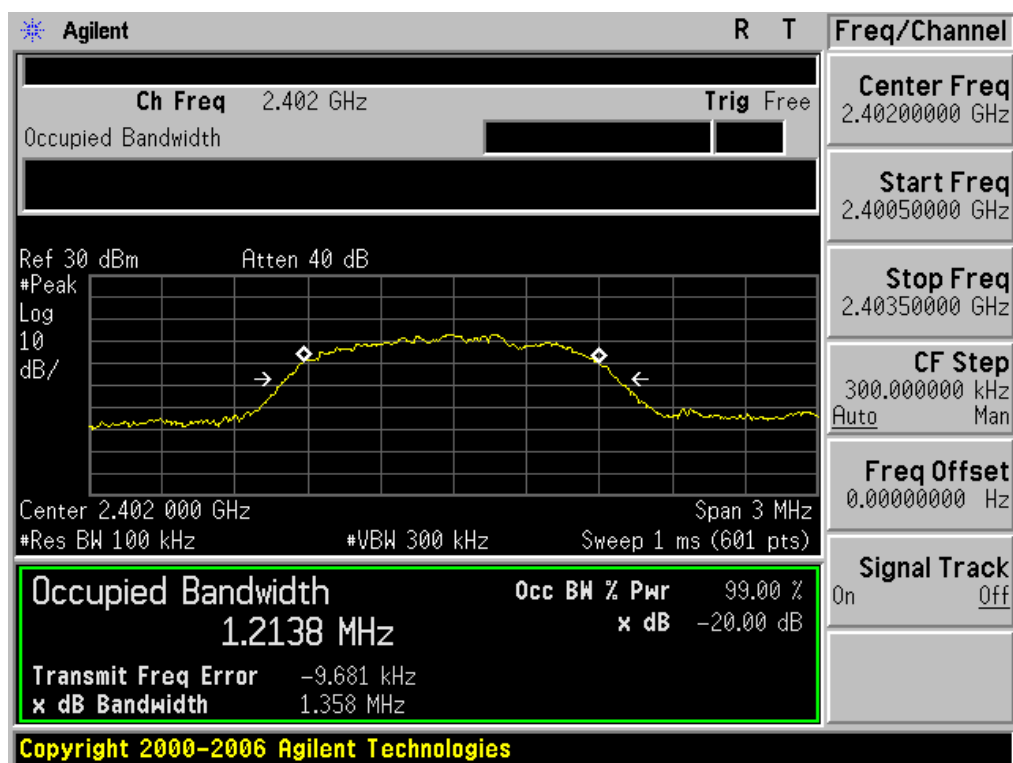 Agilent R T
Ch Freq 2.402 GHz Trig Free
Occupied Bandwidth
Ref 30 dBm Atten 40 dB
#Peak
Log
10
dB/
Center 2.402 000 GHz Span 3 MHz
#Res BW 100 kHz #VBW 300 kHz Sweep 1 ms (601 pts)
Occupied Bandwidth Occ BW % Pwr 99.00 %
1.2138 MHz x dB -20.00 dB
Transmit Freq Error -9.681 kHz
x dB Bandwidth 1.358 MHz
Copyright 2000-2006 Agilent Technologies
Freq/Channel
Center Freq
2.40200000 GHz
Start Freq
2.40050000 GHz
Stop Freq
2.40350000 GHz
CF Step
300.000000 kHz
Auto Man
Freq Offset
0.00000000 Hz
Signal Track
On Off